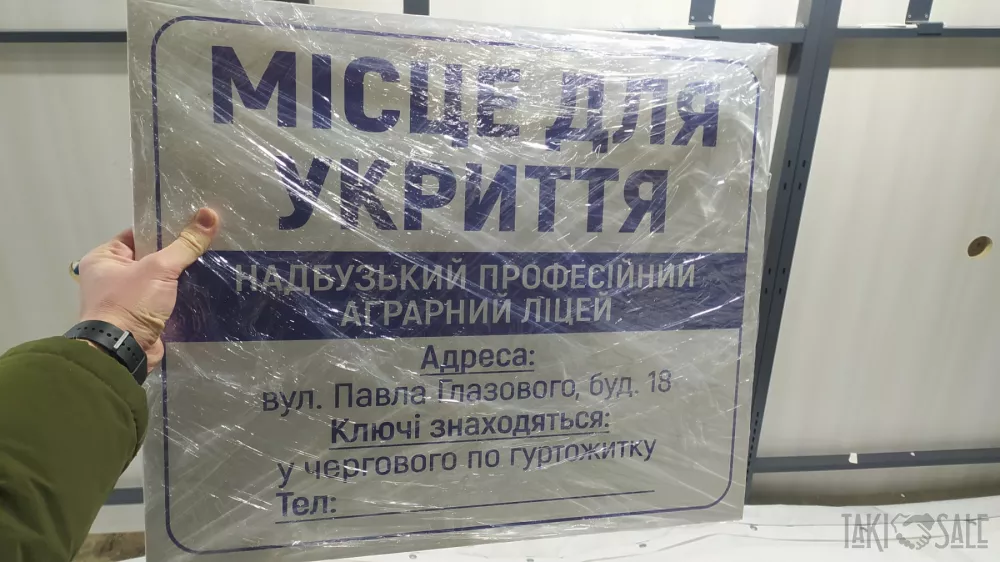 МІСЦЕ ДЛЯ
УКРИТТЯ
НАДБУЗЬКИЙ ПРОФЕСІЙНИЙ
АГРАРНИЙ ЛІЦЕЙ
Адреса:
вул. Павла Глазового, буд. 18
Ключі знаходяться:
у чергового по гуртожитку
Тел:
TAKI SALE